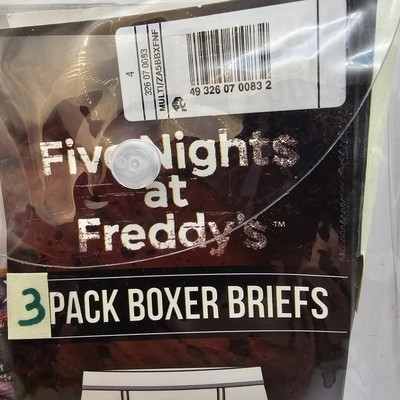 4
326 07 0083
MULTI/ZA5BBXFNF
49 326 07 0083 2
Five Nights
at
Freddy's™
3 PACK BOXER BRIEFS